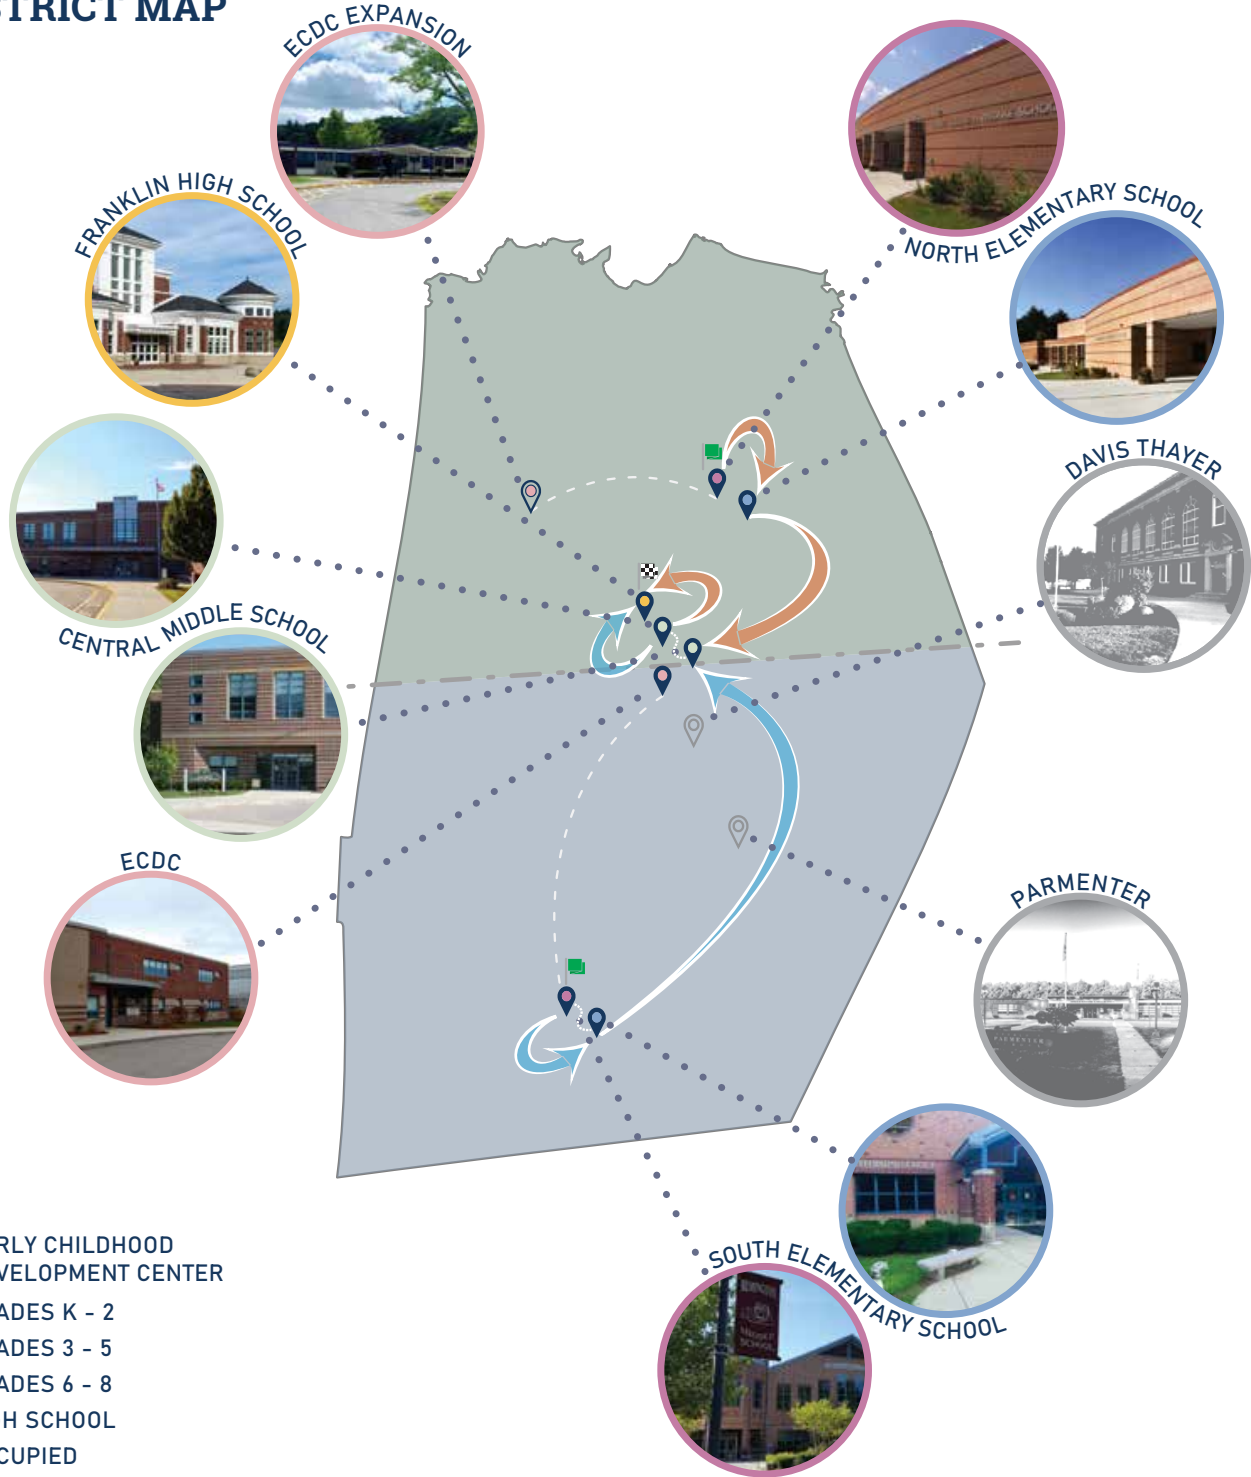 STRICT MAP
ECDC EXPANSION
FRANKLIN HIGH SCHOOL
NORTH ELEMENTARY SCHOOL
DAVIS THAYER
CENTRAL MIDDLE SCHOOL
ECDC
PARMENTER
SOUTH ELEMENTARY SCHOOL
RLY CHILDHOOD
VELOPMENT CENTER
ADES K - 2
ADES 3 - 5
ADES 6 - 8
H SCHOOL
CUPIED